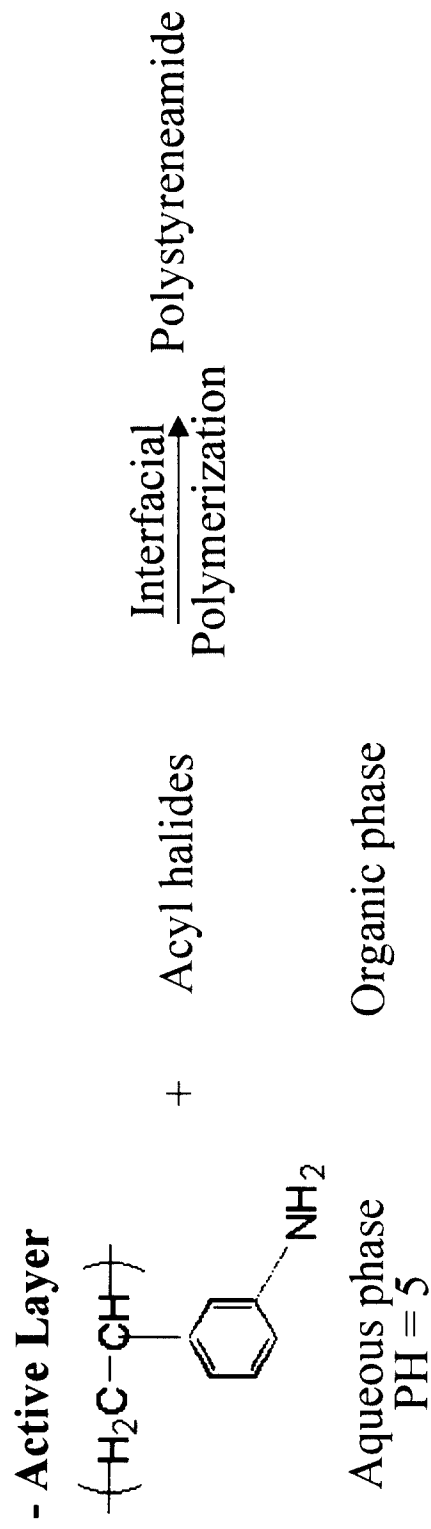 - Active Layer
H₂C—CH
NH₂
+
Acyl halides
Interfacial
Polymerization
Polystyreneamide
Aqueous phase
PH = 5
Organic phase